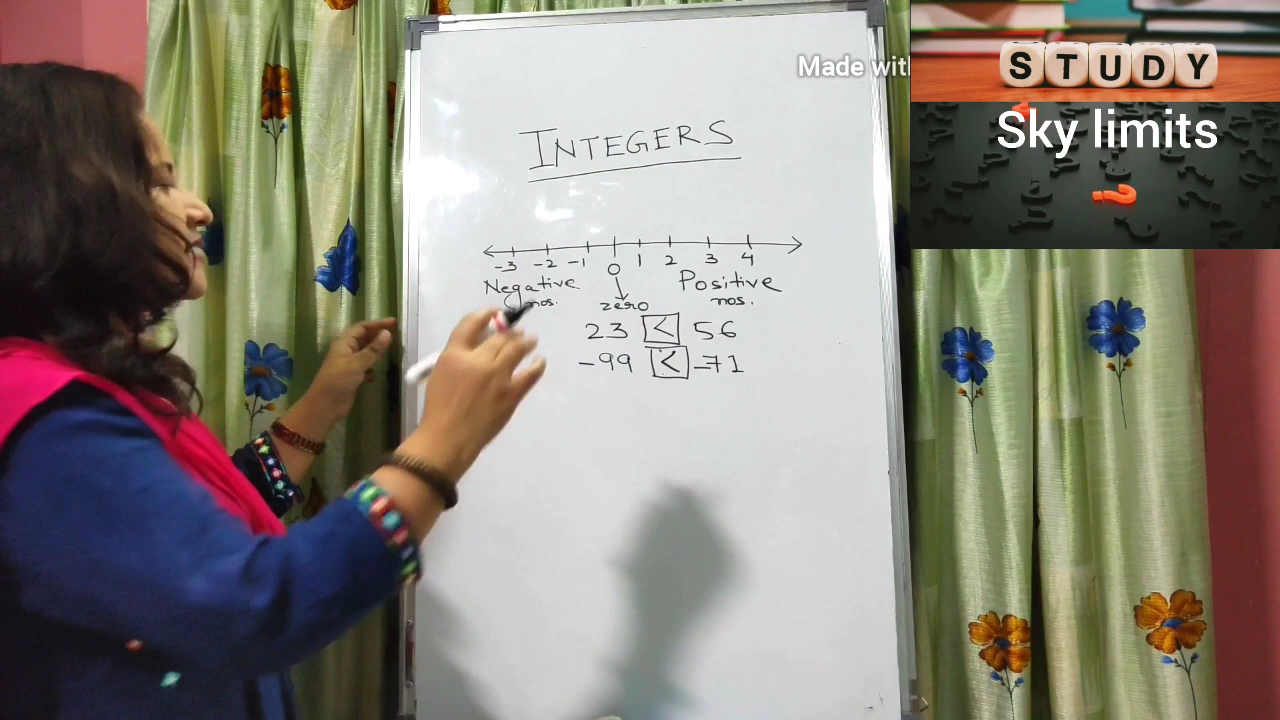 Made with
STUDY
Sky limits
INTEGERS
-3 -2 -1 0 1 2 3 4
Negative nos.
zero
Positive nos.
23 < 56
-99 < -71